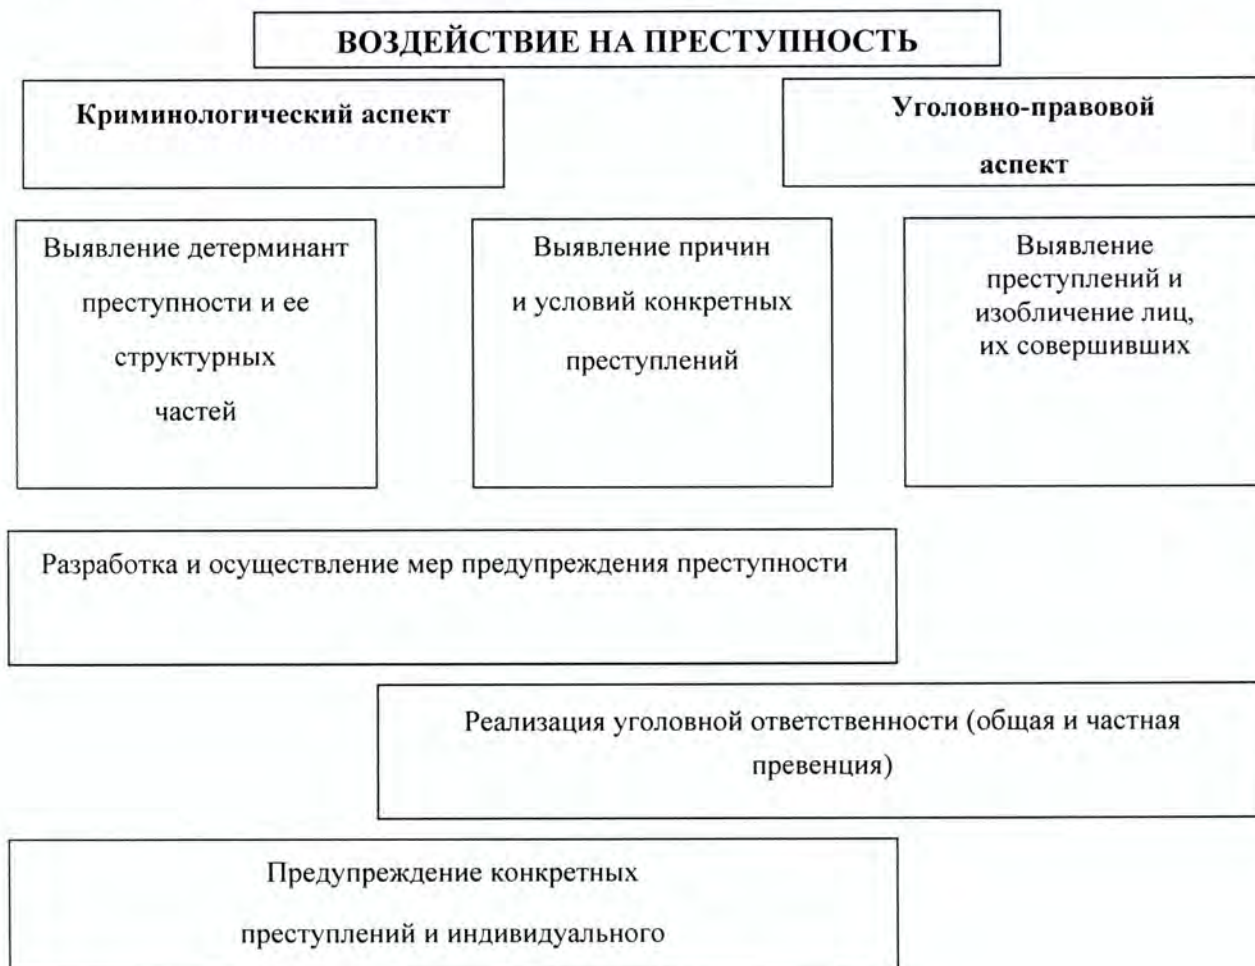 ВОЗДЕЙСТВИЕ НА ПРЕСТУПНОСТЬ
Криминологический аспект
Уголовно-правовой
аспект
Выявление детерминант
преступности и ее
структурных
частей
Выявление причин
и условий конкретных
преступлений
Выявление
преступлений и
изобличение лиц,
их совершивших
Разработка и осуществление мер предупреждения преступности
Реализация уголовной ответственности (общая и частная
превенция)
Предупреждение конкретных
преступлений и индивидуального